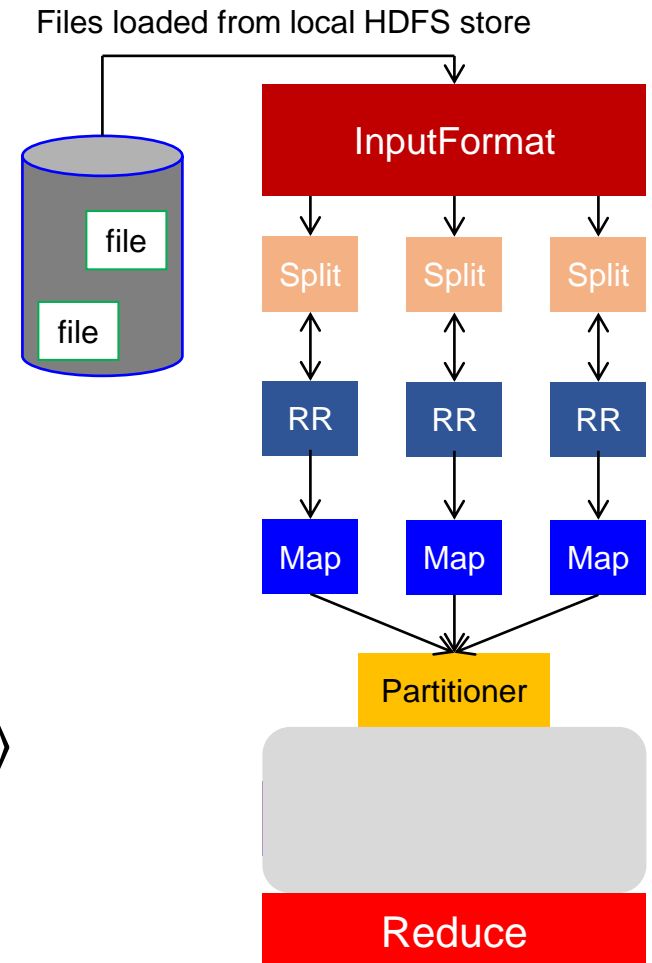 Files loaded from local HDFS store
InputFormat
file
file
Split Split Split
RR RR RR
Map Map Map
Partitioner
Reduce